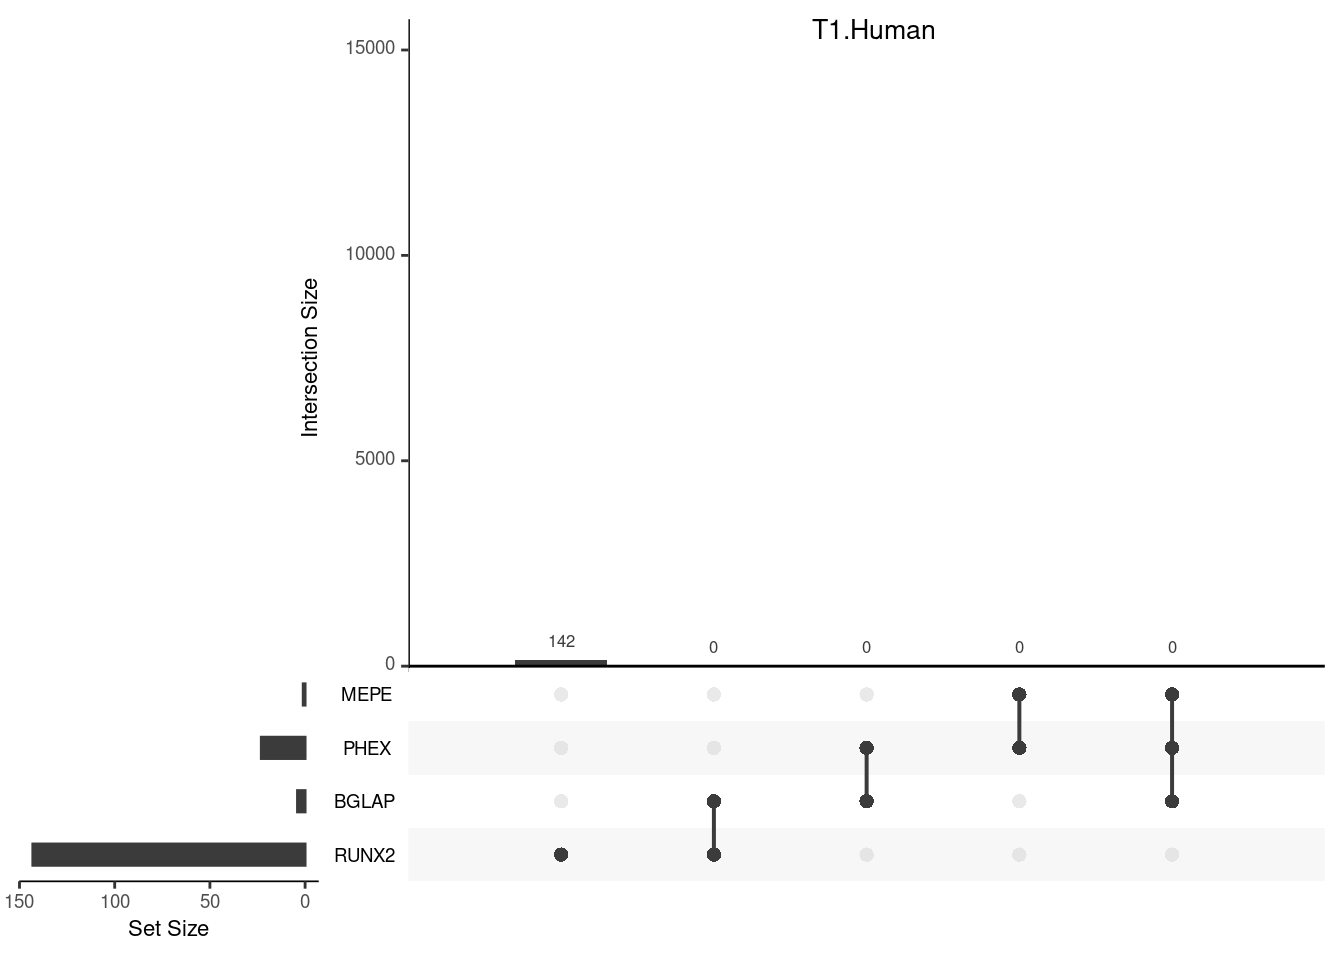 T1.Human
15000
10000
5000
0
Intersection Size
142
0
0
0
0
MEPE
PHEX
BGLAP
RUNX2
150
100
50
0
Set Size